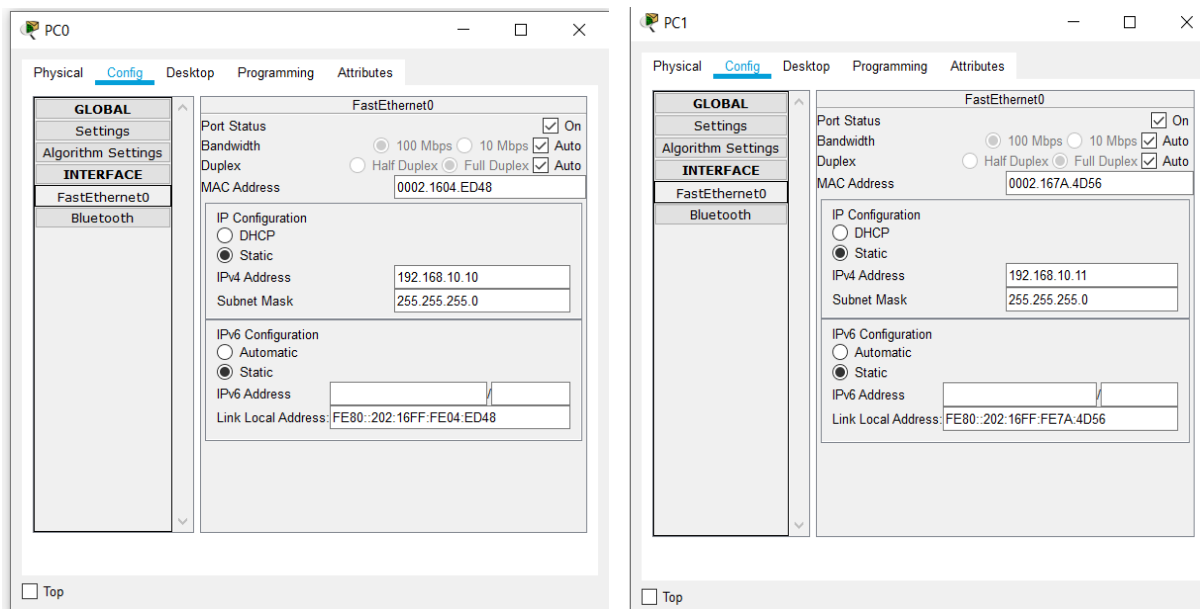 PC0
Physical Config Desktop Programming Attributes
GLOBAL
Settings
Algorithm Settings
INTERFACE
FastEthernet0
Bluetooth
FastEthernet0
Port Status On
Bandwidth 100 Mbps 10 Mbps Auto
Duplex Half Duplex Full Duplex Auto
MAC Address 0002.1604.ED48
IP Configuration
DHCP
Static
IPv4 Address 192.168.10.10
Subnet Mask 255.255.255.0
IPv6 Configuration
Automatic
Static
IPv6 Address /
Link Local Address: FE80::202:16FF:FE04:ED48
Top
PC1
Physical Config Desktop Programming Attributes
GLOBAL
Settings
Algorithm Settings
INTERFACE
FastEthernet0
Bluetooth
FastEthernet0
Port Status On
Bandwidth 100 Mbps 10 Mbps Auto
Duplex Half Duplex Full Duplex Auto
MAC Address 0002.167A.4D56
IP Configuration
DHCP
Static
IPv4 Address 192.168.10.11
Subnet Mask 255.255.255.0
IPv6 Configuration
Automatic
Static
IPv6 Address /
Link Local Address: FE80::202:16FF:FE7A:4D56
Top